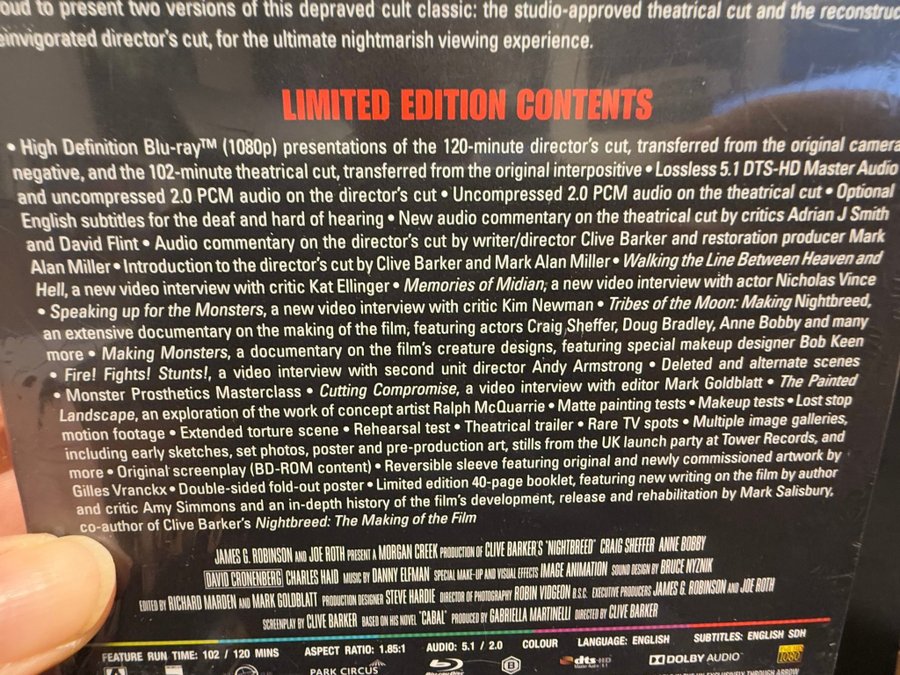 oud to present two versions of this depraved cult classic: the studio-approved theatrical cut and the reconstruc
einvigorated director's cut, for the ultimate nightmarish viewing experience.
LIMITED EDITION CONTENTS
• High Definition Blu-ray™ (1080p) presentations of the 120-minute director's cut, transferred from the original camera
negative, and the 102-minute theatrical cut, transferred from the original interpositive • Lossless 5.1 DTS-HD Master Audio
and uncompressed 2.0 PCM audio on the director's cut • Uncompressed 2.0 PCM audio on the theatrical cut • Optional
English subtitles for the deaf and hard of hearing • New audio commentary on the theatrical cut by critics Adrian J Smith
and David Flint • Audio commentary on the director's cut by writer/director Clive Barker and restoration producer Mark
Alan Miller • Introduction to the director's cut by Clive Barker and Mark Alan Miller • Walking the Line Between Heaven and
Hell, a new video interview with critic Kat Ellinger • Memories of Midian, a new video interview with actor Nicholas Vince
• Speaking up for the Monsters, a new video interview with critic Kim Newman • Tribes of the Moon: Making Nightbreed,
an extensive documentary on the making of the film, featuring actors Craig Sheffer, Doug Bradley, Anne Bobby and many
more • Making Monsters, a documentary on the film's creature designs, featuring special makeup designer Bob Keen
• Fire! Fights! Stunts!, a video interview with second unit director Andy Armstrong • Deleted and alternate scenes
• Monster Prosthetics Masterclass • Cutting Compromise, a video interview with editor Mark Goldblatt • The Painted
Landscape, an exploration of the work of concept artist Ralph McQuarrie • Matte painting tests • Makeup tests • Lost stop
motion footage • Extended torture scene • Rehearsal test • Theatrical trailer • Rare TV spots • Multiple image galleries,
including early sketches, set photos, poster and pre-production art, stills from the UK launch party at Tower Records, and
more • Original screenplay (BD-ROM content) • Reversible sleeve featuring original and newly commissioned artwork by
Gilles Vranckx • Double-sided fold-out poster • Limited edition 40-page booklet, featuring new writing on the film by author
and critic Amy Simmons and an in-depth history of the film's development, release and rehabilitation by Mark Salisbury,
co-author of Clive Barker's Nightbreed: The Making of the Film
JAMES G. ROBINSON AND JOE ROTH PRESENT A MORGAN CREEK PRODUCTION OF CLIVE BARKER'S 'NIGHTBREED' CRAIG SHEFFER ANNE BOBBY
DAVID CRONENBERG CHARLES HAID MUSIC BY DANNY ELFMAN SPECIAL MAKE-UP AND VISUAL EFFECTS IMAGE ANIMATION SOUND DESIGN BY BRUCE NYZNIK
EDITED BY RICHARD MARDEN AND MARK GOLDBLATT PRODUCTION DESIGNER STEVE HARDIE DIRECTOR OF PHOTOGRAPHY ROBIN VIDGEON B.S.C. EXECUTIVE PRODUCERS JAMES G. ROBINSON AND JOE ROTH
SCREENPLAY BY CLIVE BARKER BASED ON HIS NOVEL 'CABAL' PRODUCED BY GABRIELLA MARTINELLI DIRECTED BY CLIVE BARKER
FEATURE RUN TIME: 102 / 120 MINS ASPECT RATIO: 1.85:1 AUDIO: 5.1 / 2.0 COLOUR LANGUAGE: ENGLISH SUBTITLES: ENGLISH SDH
PARK CIRCUS Blu-ray Disc B dts-HD Master Audio DOLBY AUDIO FULL HD 1080